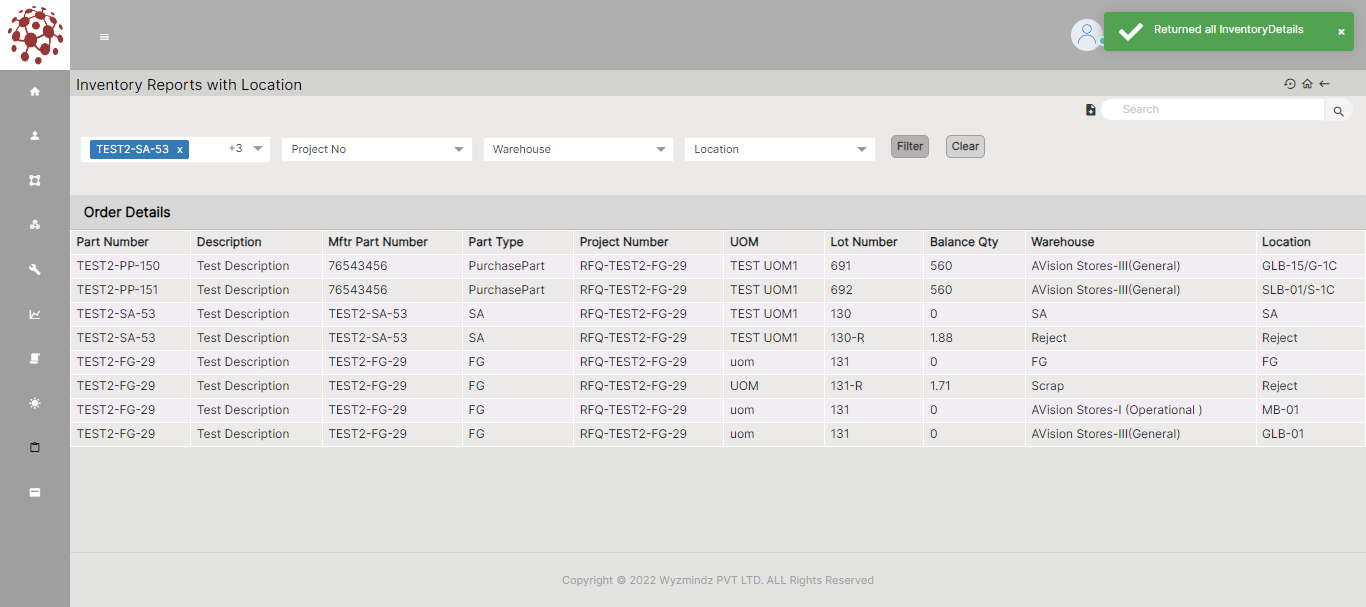 Returned all InventoryDetails ×
Inventory Reports with Location
Search
TEST2-SA-53 x +3 Project No Warehouse Location Filter Clear
Order Details
Part Number Description Mftr Part Number Part Type Project Number UOM Lot Number Balance Qty Warehouse Location
TEST2-PP-150 Test Description 76543456 PurchasePart RFQ-TEST2-FG-29 TEST UOM1 691 560 AVision Stores-III(General) GLB-15/G-1C
TEST2-PP-151 Test Description 76543456 PurchasePart RFQ-TEST2-FG-29 TEST UOM1 692 560 AVision Stores-III(General) SLB-01/S-1C
TEST2-SA-53 Test Description TEST2-SA-53 SA RFQ-TEST2-FG-29 TEST UOM1 130 0 SA SA
TEST2-SA-53 Test Description TEST2-SA-53 SA RFQ-TEST2-FG-29 TEST UOM1 130-R 1.88 Reject Reject
TEST2-FG-29 Test Description TEST2-FG-29 FG RFQ-TEST2-FG-29 uom 131 0 FG FG
TEST2-FG-29 Test Description TEST2-FG-29 FG RFQ-TEST2-FG-29 UOM 131-R 1.71 Scrap Reject
TEST2-FG-29 Test Description TEST2-FG-29 FG RFQ-TEST2-FG-29 uom 131 0 AVision Stores-I (Operational ) MB-01
TEST2-FG-29 Test Description TEST2-FG-29 FG RFQ-TEST2-FG-29 uom 131 0 AVision Stores-III(General) GLB-01
Copyright © 2022 Wyzmindz PVT LTD. ALL Rights Reserved